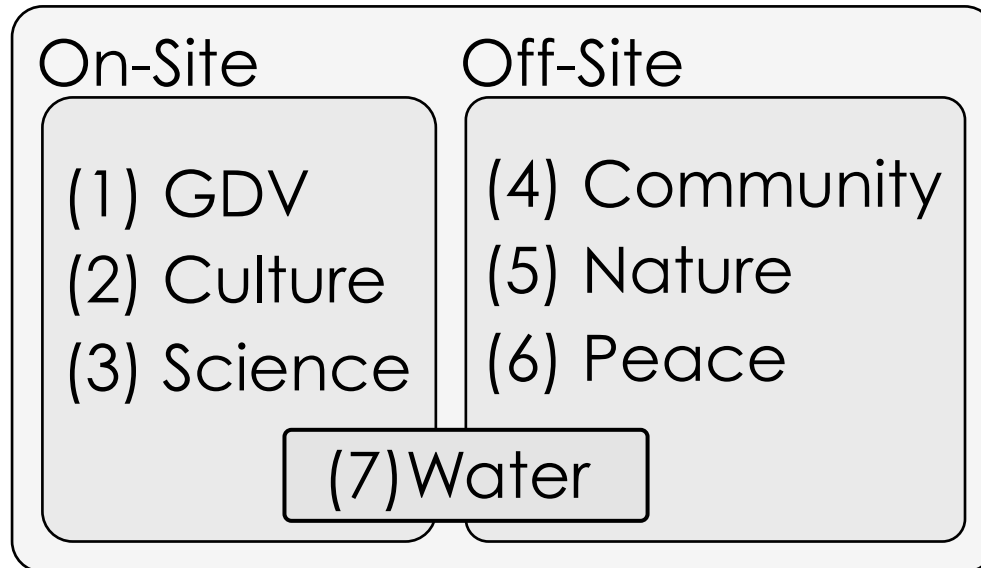 On-Site
(1) GDV
(2) Culture
(3) Science
Off-Site
(4) Community
(5) Nature
(6) Peace
(7)Water